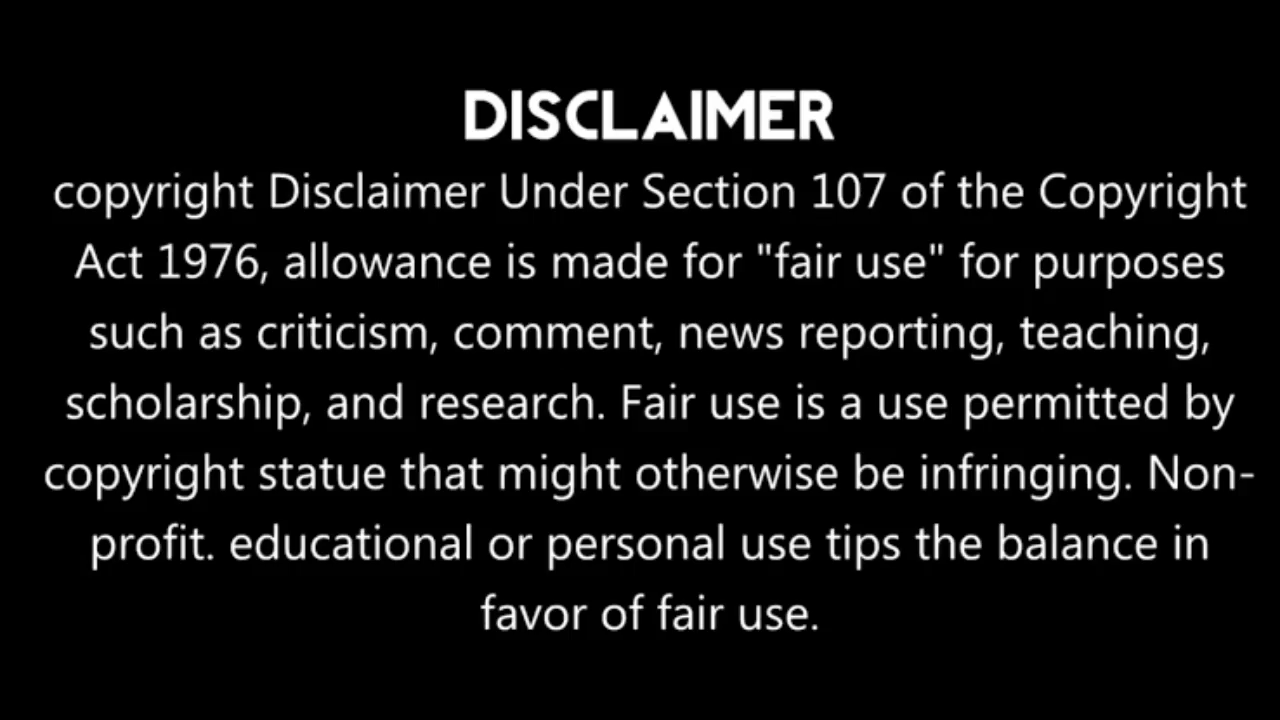 DISCLAIMER
copyright Disclaimer Under Section 107 of the Copyright
Act 1976, allowance is made for "fair use" for purposes
such as criticism, comment, news reporting, teaching,
scholarship, and research. Fair use is a use permitted by
copyright statue that might otherwise be infringing. Non-
profit. educational or personal use tips the balance in
favor of fair use.